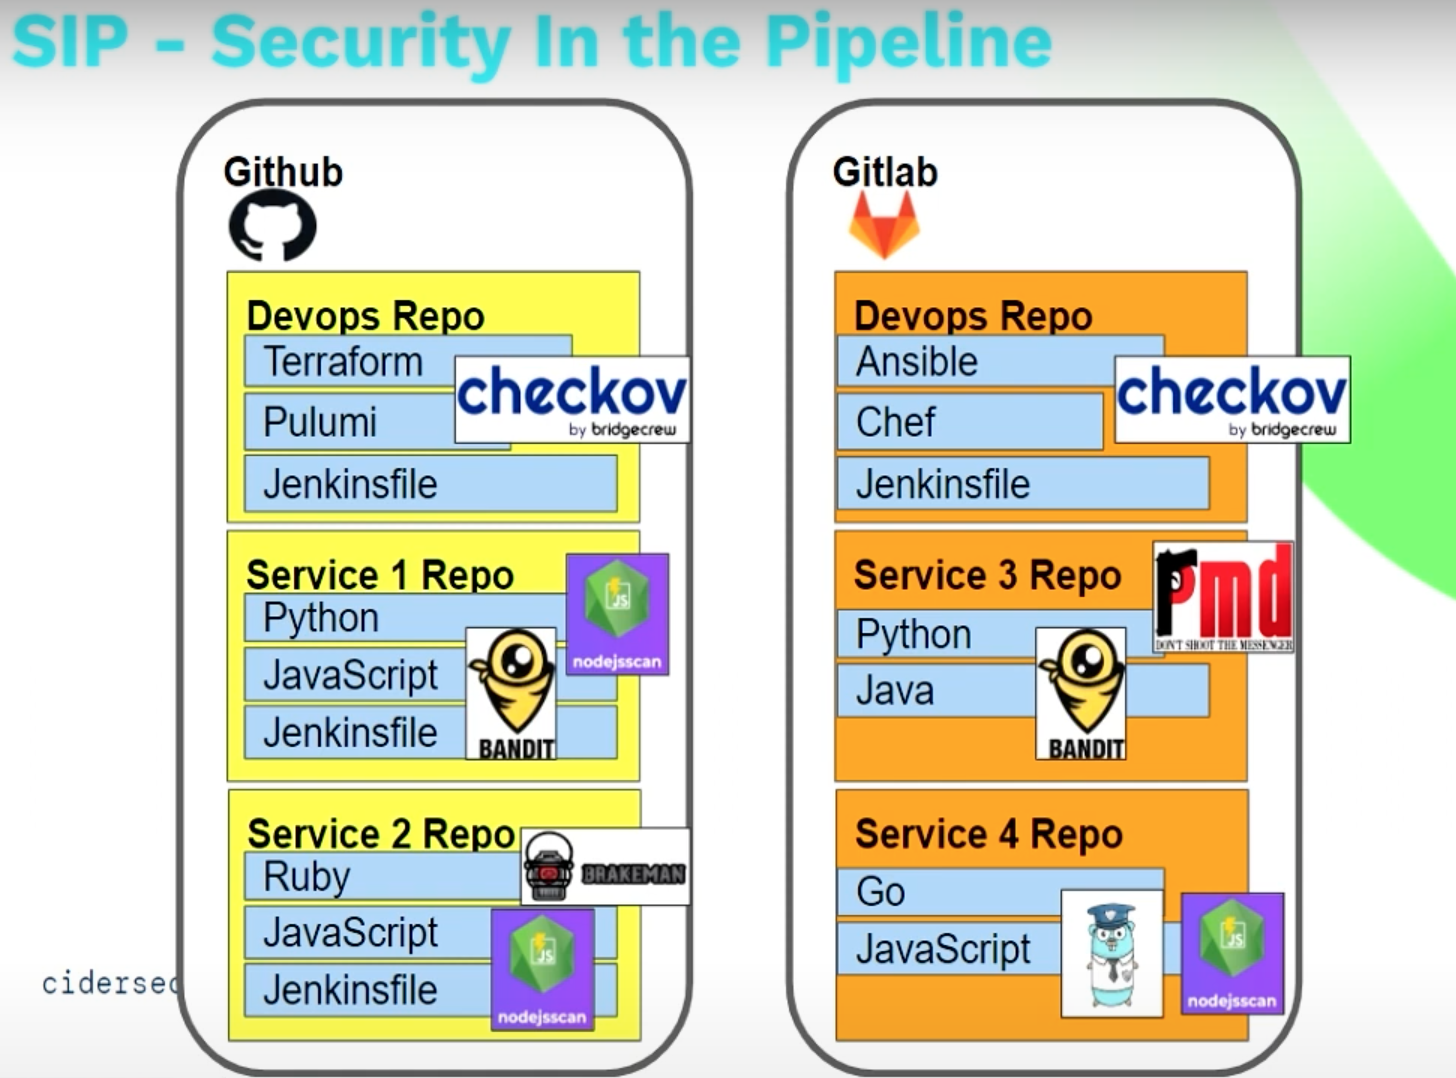 SIP - Security In the Pipeline
Github
Devops Repo
Terraform
checkov
by bridgecrew
Pulumi
Jenkinsfile
Service 1 Repo
Python
JS
nodejsscan
JavaScript
Jenkinsfile
BANDIT
Service 2 Repo
Ruby
BRAKEMAN
JavaScript
JS
Jenkinsfile
nodejsscan
Gitlab
Devops Repo
Ansible
checkov
by bridgecrew
Chef
Jenkinsfile
Service 3 Repo
Pmd
DON'T SHOOT THE MESSENGER
Python
Java
BANDIT
Service 4 Repo
Go
JavaScript
JS
nodejsscan
cidersec